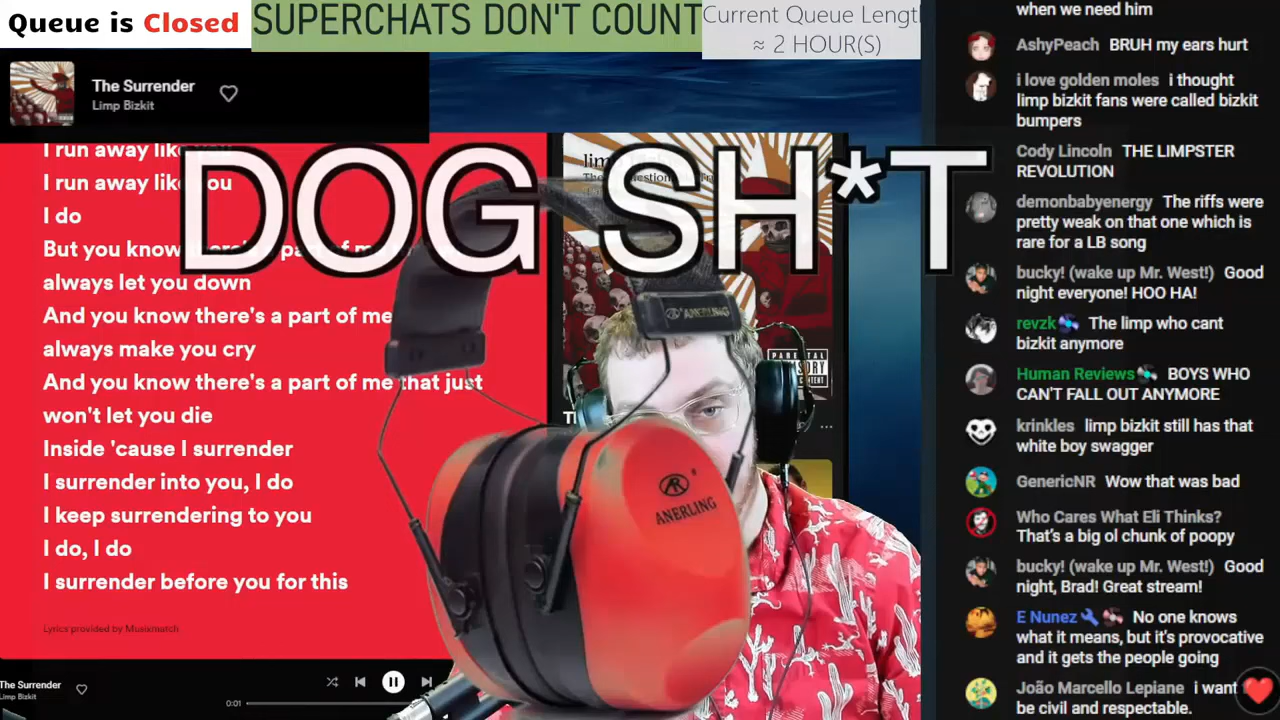 Queue is Closed
SUPERCHATS DON'T COUNT
Current Queue Lengt
≈ 2 HOUR(S)
The Surrender
Limp Bizkit
I run away like you
I run away like you
I do
But you know
always let you down
And you know there's a part of me
always make you cry
And you know there's a part of me that just
won't let you die
Inside 'cause I surrender
I surrender into you, I do
I keep surrendering to you
I do, I do
I surrender before you for this
Lyrics provided by Musixmatch
DOG SH*T
PARENTAL
ANERLING
ANERLING
The Surrender
Limp Bizkit
0:01
when we need him
AshyPeach BRUH my ears hurt
i love golden moles i thought
limp bizkit fans were called bizkit
bumpers
Cody Lincoln THE LIMPSTER
REVOLUTION
demonbabyenergy The riffs were
pretty weak on that one which is
rare for a LB song
bucky! (wake up Mr. West!) Good
night everyone! HOO HA!
revzk The limp who cant
bizkit anymore
Human Reviews BOYS WHO
CAN'T FALL OUT ANYMORE
krinkles limp bizkit still has that
white boy swagger
GenericNR Wow that was bad
Who Cares What Eli Thinks?
That's a big ol chunk of poopy
bucky! (wake up Mr. West!) Good
night, Brad! Great stream!
E Nunez No one knows
what it means, but it's provocative
and it gets the people going
João Marcello Lepiane i want
be civil and respectable.